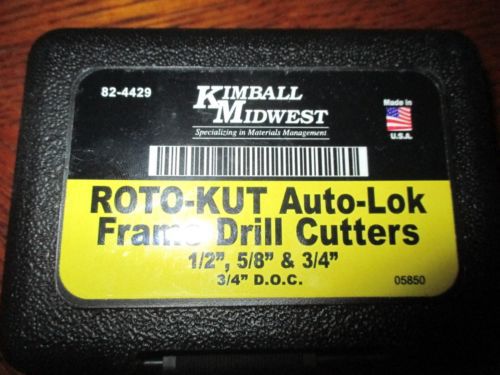 82-4429
KIMBALL
MIDWEST
Specializing in Materials Management
Made in
U.S.A.
ROTO-KUT Auto-Lok
Frame Drill Cutters
1/2”, 5/8” & 3/4”
3/4” D.O.C.
05850